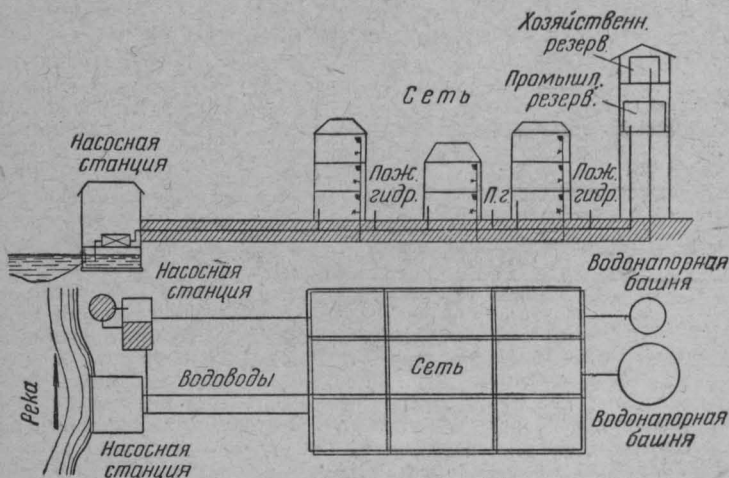 Хозяйственн.
резерв.
Промышл.
резерв.
Сеть
Насосная
станция
Пож.
гидр.
П.г.
Пож.
гидр.
Насосная
станция
Водонапорная
башня
Сеть
Водоводы
Река
Водонапорная
башня
Насосная
станция